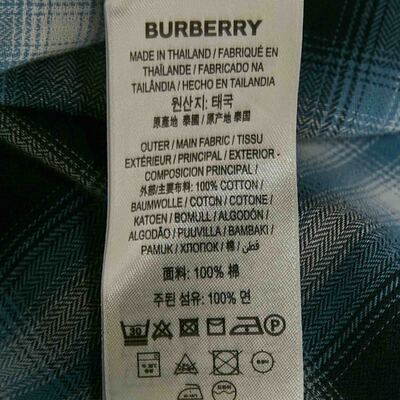 BURBERRY
MADE IN THAILAND / FABRIQUÉ EN
THAÏLANDE / FABRICADO NA
TAILÂNDIA / HECHO EN TAILANDIA
원산지: 태국
原產地 泰國 / 原产地 泰国
OUTER / MAIN FABRIC / TISSU
EXTÉRIEUR / PRINCIPAL / EXTERIOR -
COMPOSICION PRINCIPAL /
外部/主要布料: 100% COTTON /
BAUMWOLLE / COTON / COTONE /
KATOEN / BOMULL / ALGODÓN /
ALGODÃO / PUUVILLA / BAMBAKI /
PAMUK / ХЛОПОК / 棉 / قطن
面料: 100% 棉
주된 섬유: 100% 면
30
P